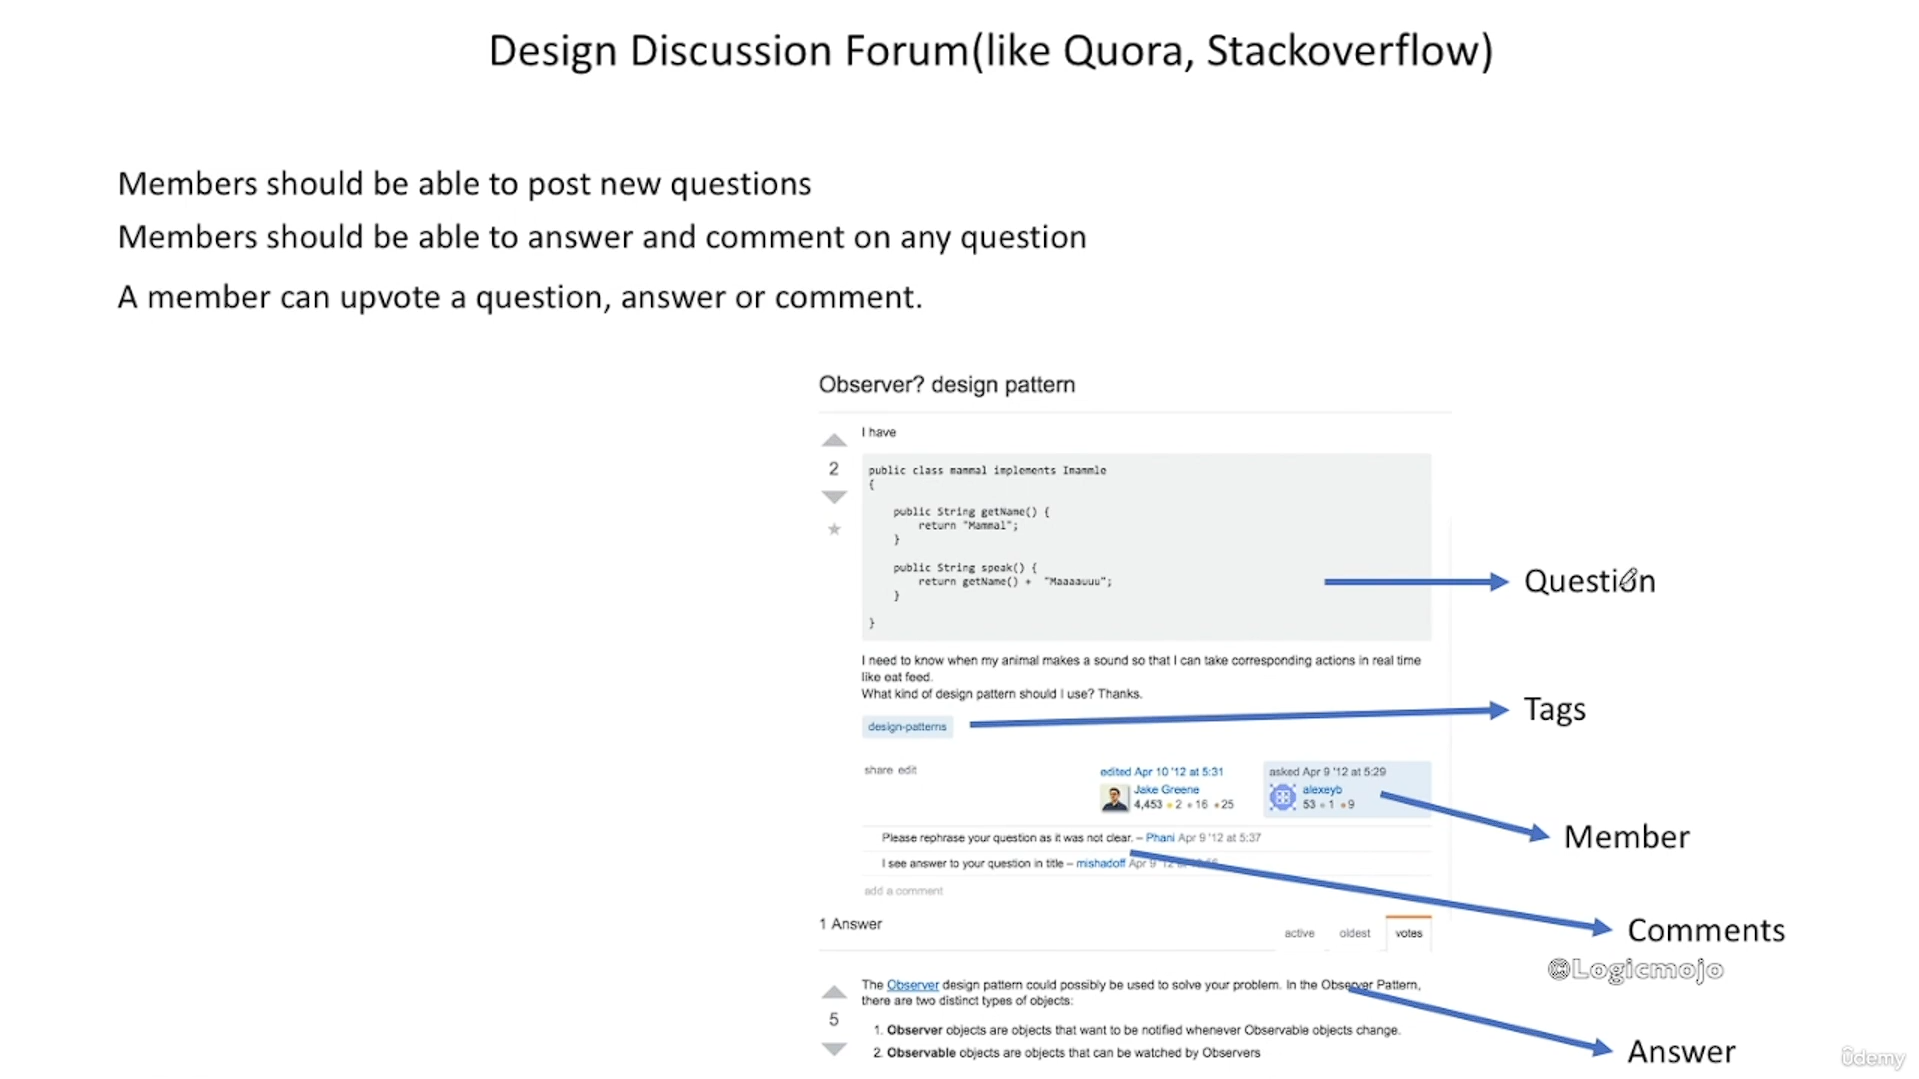 Design Discussion Forum(like Quora, Stackoverflow)
Members should be able to post new questions
Members should be able to answer and comment on any question
A member can upvote a question, answer or comment.
Observer? design pattern
I have
2
public class mammal implements Imammle
{
public String getName() {
return "Mammal";
}
public String speak() {
return getName() + "Maaaauuu";
}
}
Question
I need to know when my animal makes a sound so that I can take corresponding actions in real time
like eat feed.
What kind of design pattern should I use? Thanks.
design-patterns
Tags
share edit
edited Apr 10 '12 at 5:31
Jake Greene
4,453 2 16 25
asked Apr 9 '12 at 5:29
alexeyb
53 1 9
Member
Please rephrase your question as it was not clear. – Phani Apr 9 '12 at 5:37
I see answer to your question in title – mishadoff Apr 9 '12 at
add a comment
Comments
1 Answer
active oldest votes
©Logicmojo
The Observer design pattern could possibly be used to solve your problem. In the Observer Pattern,
there are two distinct types of objects:
5
1. Observer objects are objects that want to be notified whenever Observable objects change.
2. Observable objects are objects that can be watched by Observers
Answer
ûdemy